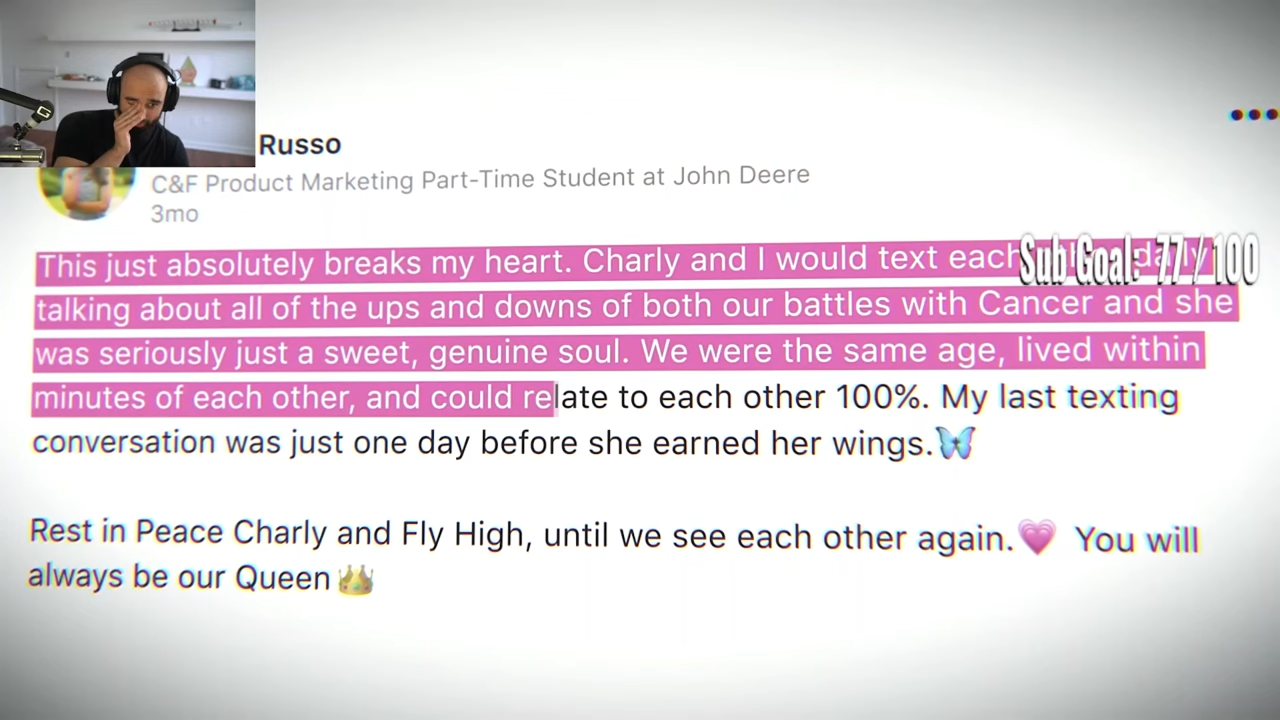 Russo
C&F Product Marketing Part-Time Student at John Deere
3mo
This just absolutely breaks my heart. Charly and I would text each daily
Sub Goal: 77/100
talking about all of the ups and downs of both our battles with Cancer and she
was seriously just a sweet, genuine soul. We were the same age, lived within
minutes of each other, and could relate to each other 100%. My last texting
conversation was just one day before she earned her wings.🦋
Rest in Peace Charly and Fly High, until we see each other again.💗 You will
always be our Queen👑